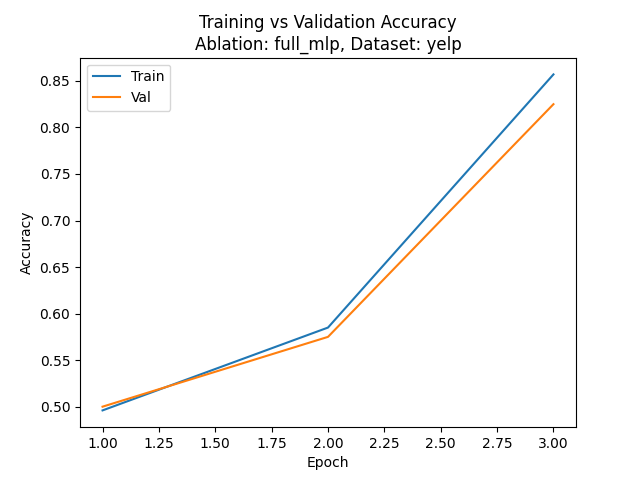 Training vs Validation Accuracy
Ablation: full_mlp, Dataset: yelp
Train
Val
Accuracy
0.85
0.80
0.75
0.70
0.65
0.60
0.55
0.50
1.00 1.25 1.50 1.75 2.00 2.25 2.50 2.75 3.00
Epoch